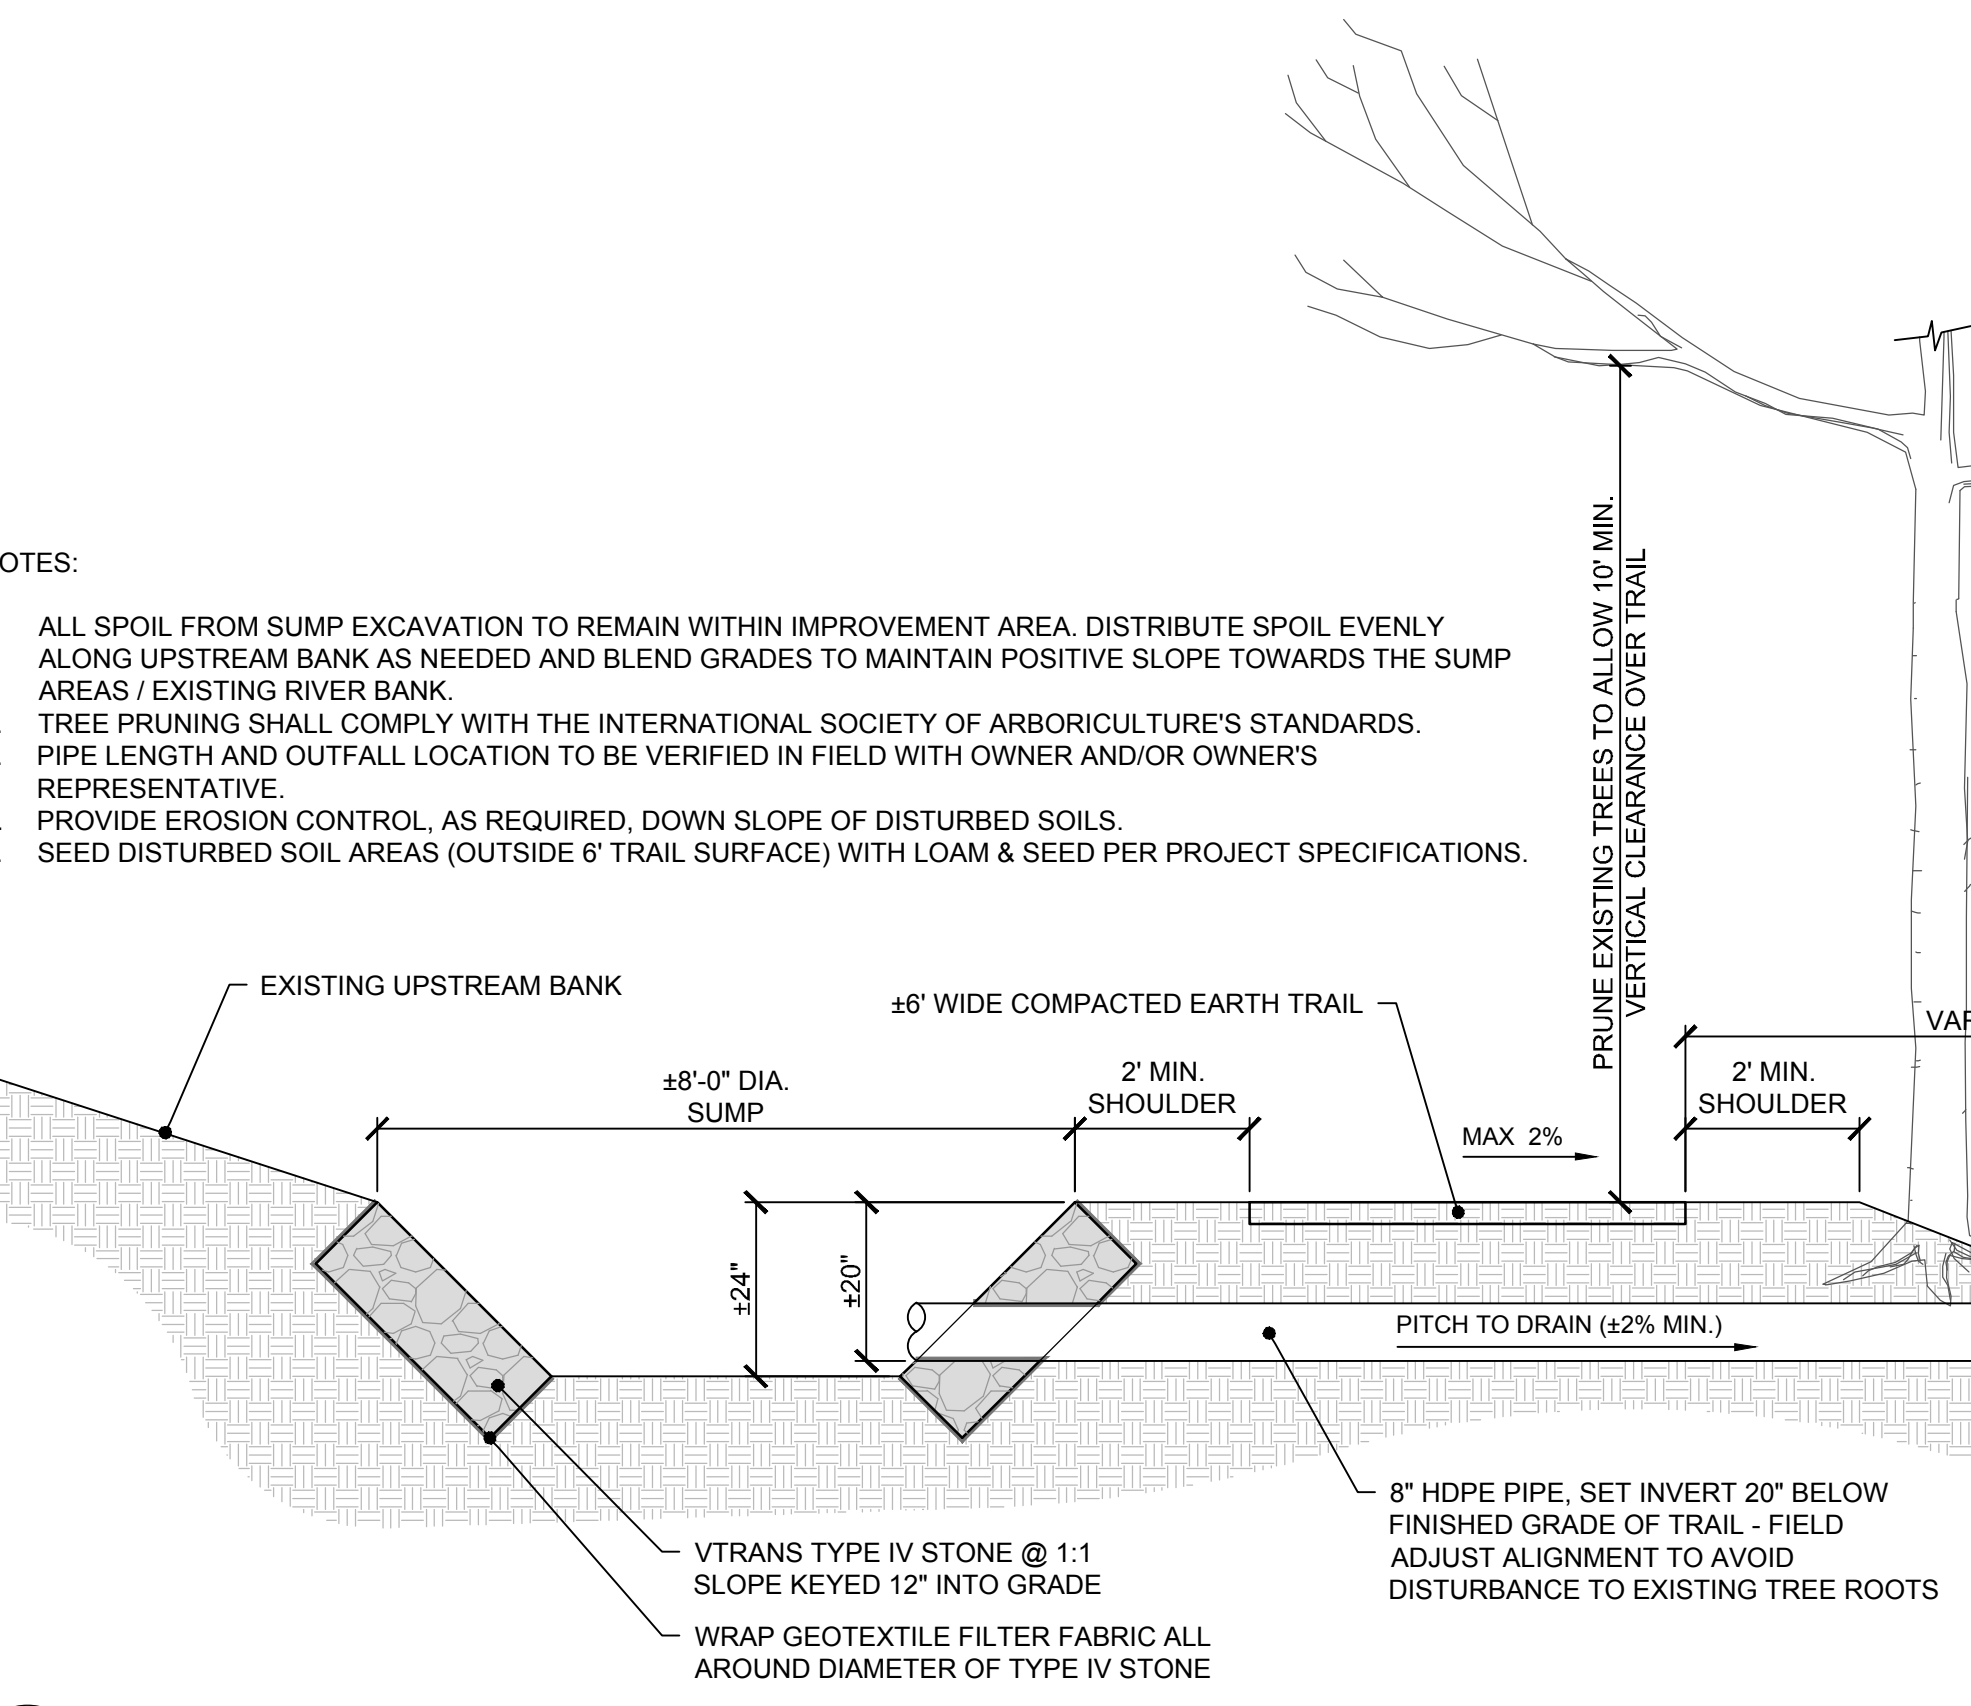 OTES:
ALL SPOIL FROM SUMP EXCAVATION TO REMAIN WITHIN IMPROVEMENT AREA. DISTRIBUTE SPOIL EVENLY
ALONG UPSTREAM BANK AS NEEDED AND BLEND GRADES TO MAINTAIN POSITIVE SLOPE TOWARDS THE SUMP
AREAS / EXISTING RIVER BANK.
TREE PRUNING SHALL COMPLY WITH THE INTERNATIONAL SOCIETY OF ARBORICULTURE'S STANDARDS.
PIPE LENGTH AND OUTFALL LOCATION TO BE VERIFIED IN FIELD WITH OWNER AND/OR OWNER'S
REPRESENTATIVE.
PROVIDE EROSION CONTROL, AS REQUIRED, DOWN SLOPE OF DISTURBED SOILS.
SEED DISTURBED SOIL AREAS (OUTSIDE 6' TRAIL SURFACE) WITH LOAM & SEED PER PROJECT SPECIFICATIONS.
PRUNE EXISTING TREES TO ALLOW 10' MIN.
VERTICAL CLEARANCE OVER TRAIL
EXISTING UPSTREAM BANK
±6' WIDE COMPACTED EARTH TRAIL
VAR
±8'-0" DIA.
SUMP
2' MIN.
SHOULDER
2' MIN.
SHOULDER
MAX 2%
±24"
±20"
PITCH TO DRAIN (±2% MIN.)
8" HDPE PIPE, SET INVERT 20" BELOW
FINISHED GRADE OF TRAIL - FIELD
ADJUST ALIGNMENT TO AVOID
DISTURBANCE TO EXISTING TREE ROOTS
VTRANS TYPE IV STONE @ 1:1
SLOPE KEYED 12" INTO GRADE
WRAP GEOTEXTILE FILTER FABRIC ALL
AROUND DIAMETER OF TYPE IV STONE